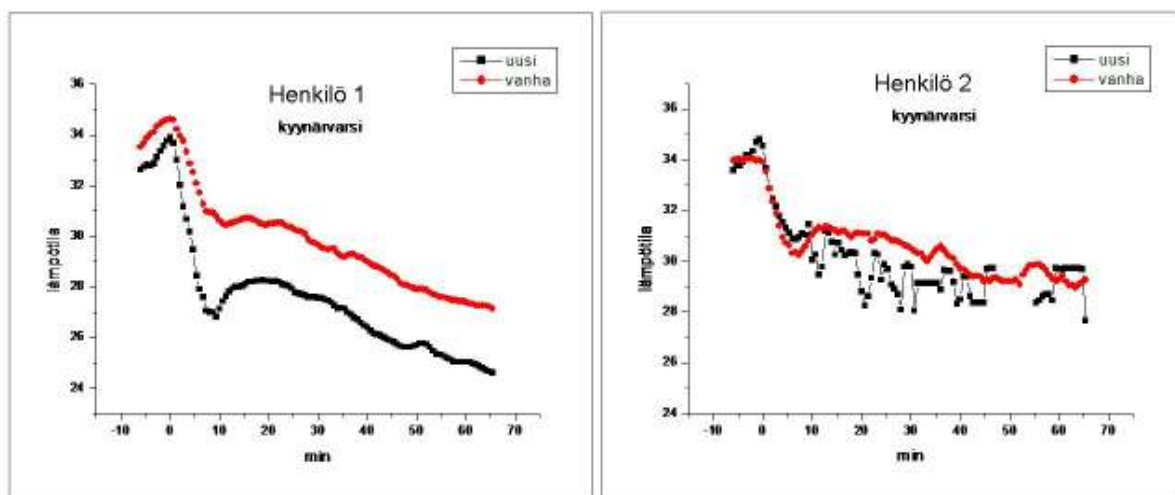 uusi
vanha
Henkilö 1
kyynärvarsi
36
34
32
30
28
26
24
lämpötila
-10 0 10 20 30 40 50 60 70
min
uusi
vanha
Henkilö 2
kyynärvarsi
36
34
32
30
28
26
24
lämpötila
-10 0 10 20 30 40 50 60 70
min